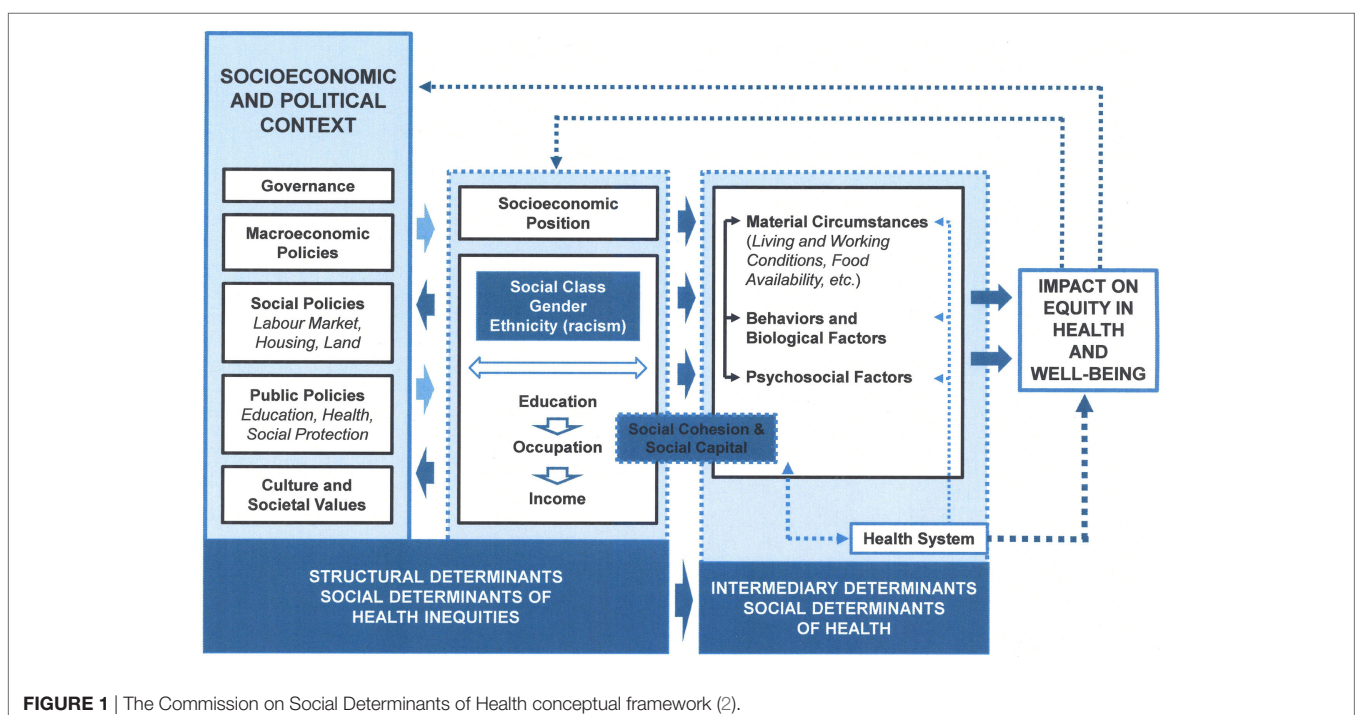 SOCIOECONOMIC
AND POLITICAL
CONTEXT
Governance
Macroeconomic
Policies
Social Policies
Labour Market,
Housing, Land
Public Policies
Education, Health,
Social Protection
Culture and
Societal Values
Socioeconomic
Position
Social Class
Gender
Ethnicity (racism)
Education
Occupation
Income
Social Cohesion &
Social Capital
Material Circumstances
(Living and Working
Conditions, Food
Availability, etc.)
Behaviors and
Biological Factors
Psychosocial Factors
Health System
IMPACT ON
EQUITY IN
HEALTH
AND
WELL-BEING
STRUCTURAL DETERMINANTS
SOCIAL DETERMINANTS OF
HEALTH INEQUITIES
INTERMEDIARY DETERMINANTS
SOCIAL DETERMINANTS
OF HEALTH
FIGURE 1 | The Commission on Social Determinants of Health conceptual framework (2).